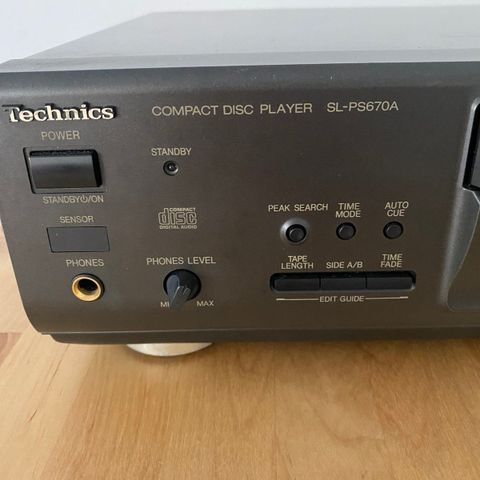 Technics
COMPACT DISC PLAYER SL-PS670A
POWER
STANDBY⏻/ON
STANDBY
COMPACT
disc
DIGITAL AUDIO
SENSOR
PHONES
PHONES LEVEL
MIN MAX
PEAK SEARCH
TIME
MODE
AUTO
CUE
TAPE
LENGTH
SIDE A/B
TIME
FADE
EDIT GUIDE